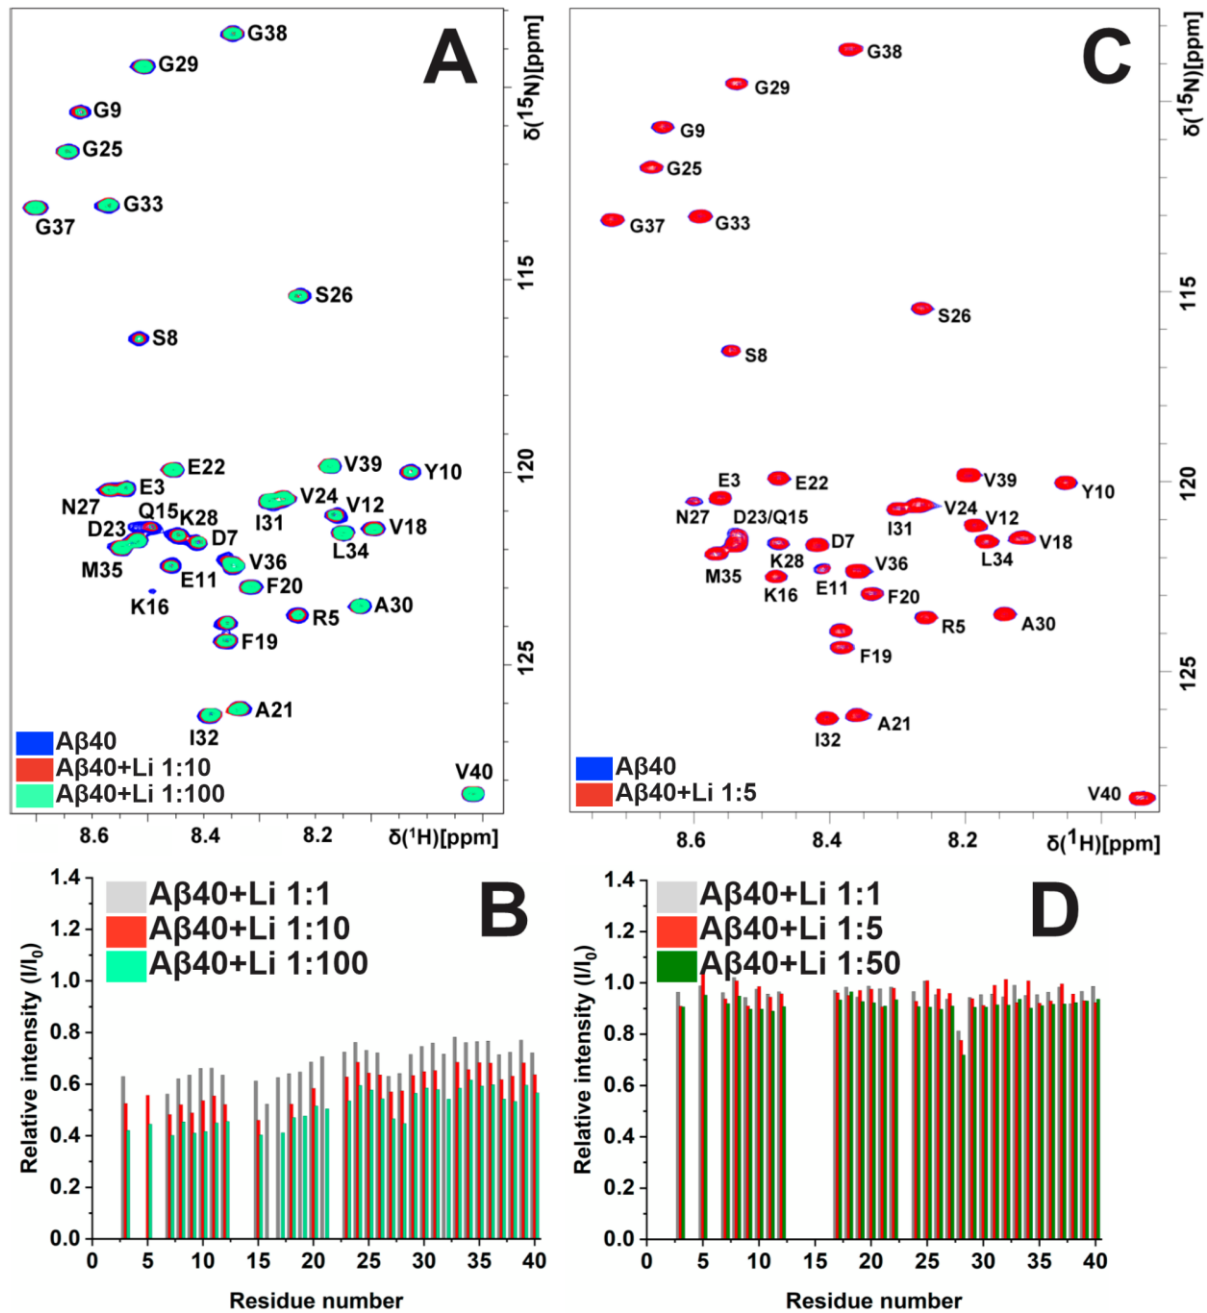 A
G38
G29
G9
G25
G33
G37
S26
S8
E22
V39
Y10
E3
N27
Q15
V24
I31
V12
D23
K28
D7
V18
L34
M35
E11
V36
F20
K16
A30
R5
F19
A21
I32
V40
Aβ40
Aβ40+Li 1:10
Aβ40+Li 1:100
δ(¹⁵N)[ppm]
115
120
125
8.6
8.4
8.2
δ(¹H)[ppm]
C
G38
G29
G9
G25
G37
G33
S26
S8
V39
E3
E22
Y10
N27
V24
D23/Q15
I31
V12
V18
D7
L34
M35
K28
V36
K16
E11
F20
R5
A30
F19
I32
A21
V40
Aβ40
Aβ40+Li 1:5
δ(¹⁵N)[ppm]
115
120
125
8.6
8.4
8.2
δ(¹H)[ppm]
B
Aβ40+Li 1:1
Aβ40+Li 1:10
Aβ40+Li 1:100
Relative intensity (I/I₀)
1.4
1.2
1.0
0.8
0.6
0.4
0.2
0.0
0 5 10 15 20 25 30 35 40
Residue number
D
Aβ40+Li 1:1
Aβ40+Li 1:5
Aβ40+Li 1:50
Relative intensity (I/I₀)
1.4
1.2
1.0
0.8
0.6
0.4
0.2
0.0
0 5 10 15 20 25 30 35 40
Residue number